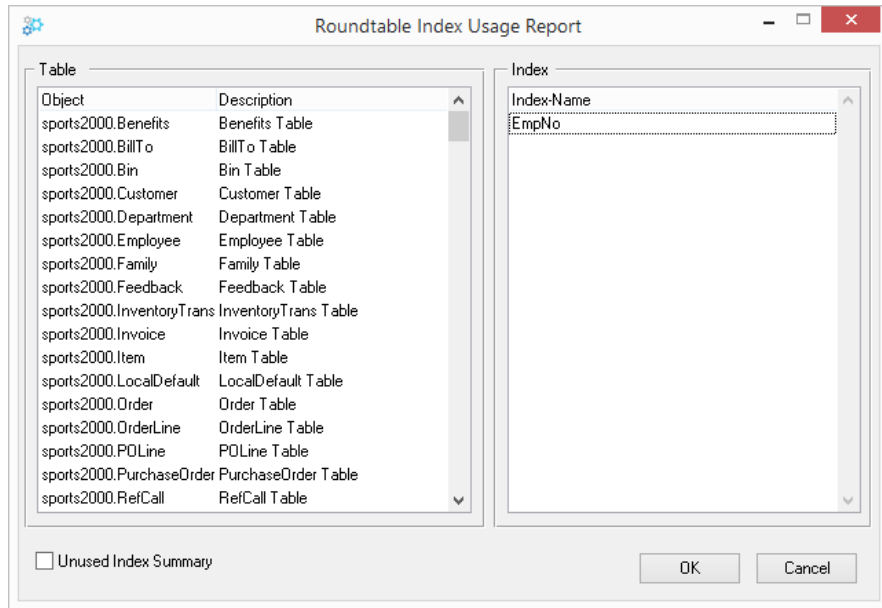 Roundtable Index Usage Report
Table
Object Description
sports2000.Benefits Benefits Table
sports2000.BillTo BillTo Table
sports2000.Bin Bin Table
sports2000.Customer Customer Table
sports2000.Department Department Table
sports2000.Employee Employee Table
sports2000.Family Family Table
sports2000.Feedback Feedback Table
sports2000.InventoryTrans InventoryTrans Table
sports2000.Invoice Invoice Table
sports2000.Item Item Table
sports2000.LocalDefault LocalDefault Table
sports2000.Order Order Table
sports2000.OrderLine OrderLine Table
sports2000.POLine POLine Table
sports2000.PurchaseOrder PurchaseOrder Table
sports2000.RefCall RefCall Table
Index
Index-Name
EmpNo
Unused Index Summary
OK Cancel